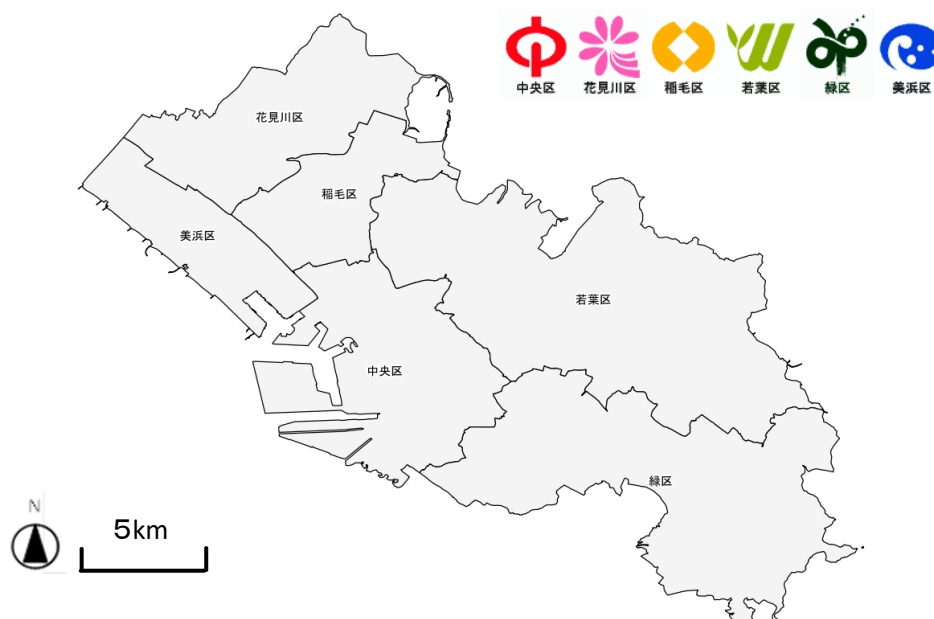 中央区 花見川区 稲毛区 若葉区 緑区 美浜区
花見川区
稲毛区
美浜区
若葉区
中央区
緑区
N
5km